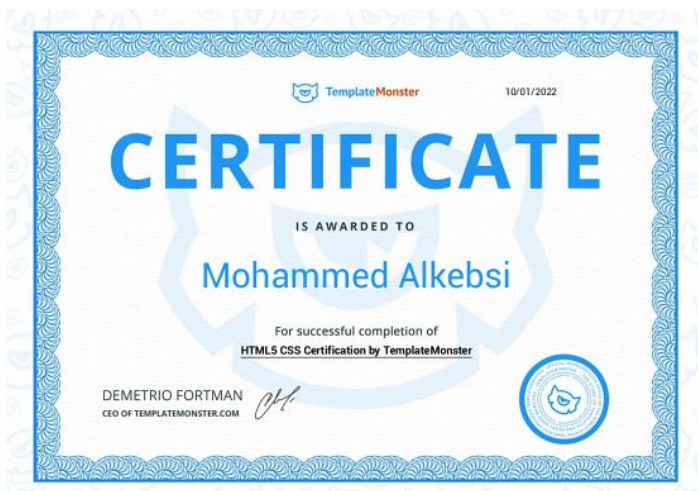 TemplateMonster
10/01/2022
CERTIFICATE
IS AWARDED TO
Mohammed Alkebsi
For successful completion of
HTML5 CSS Certification by TemplateMonster
DEMETRIO FORTMAN
CEO OF TEMPLATEMONSTER.COM